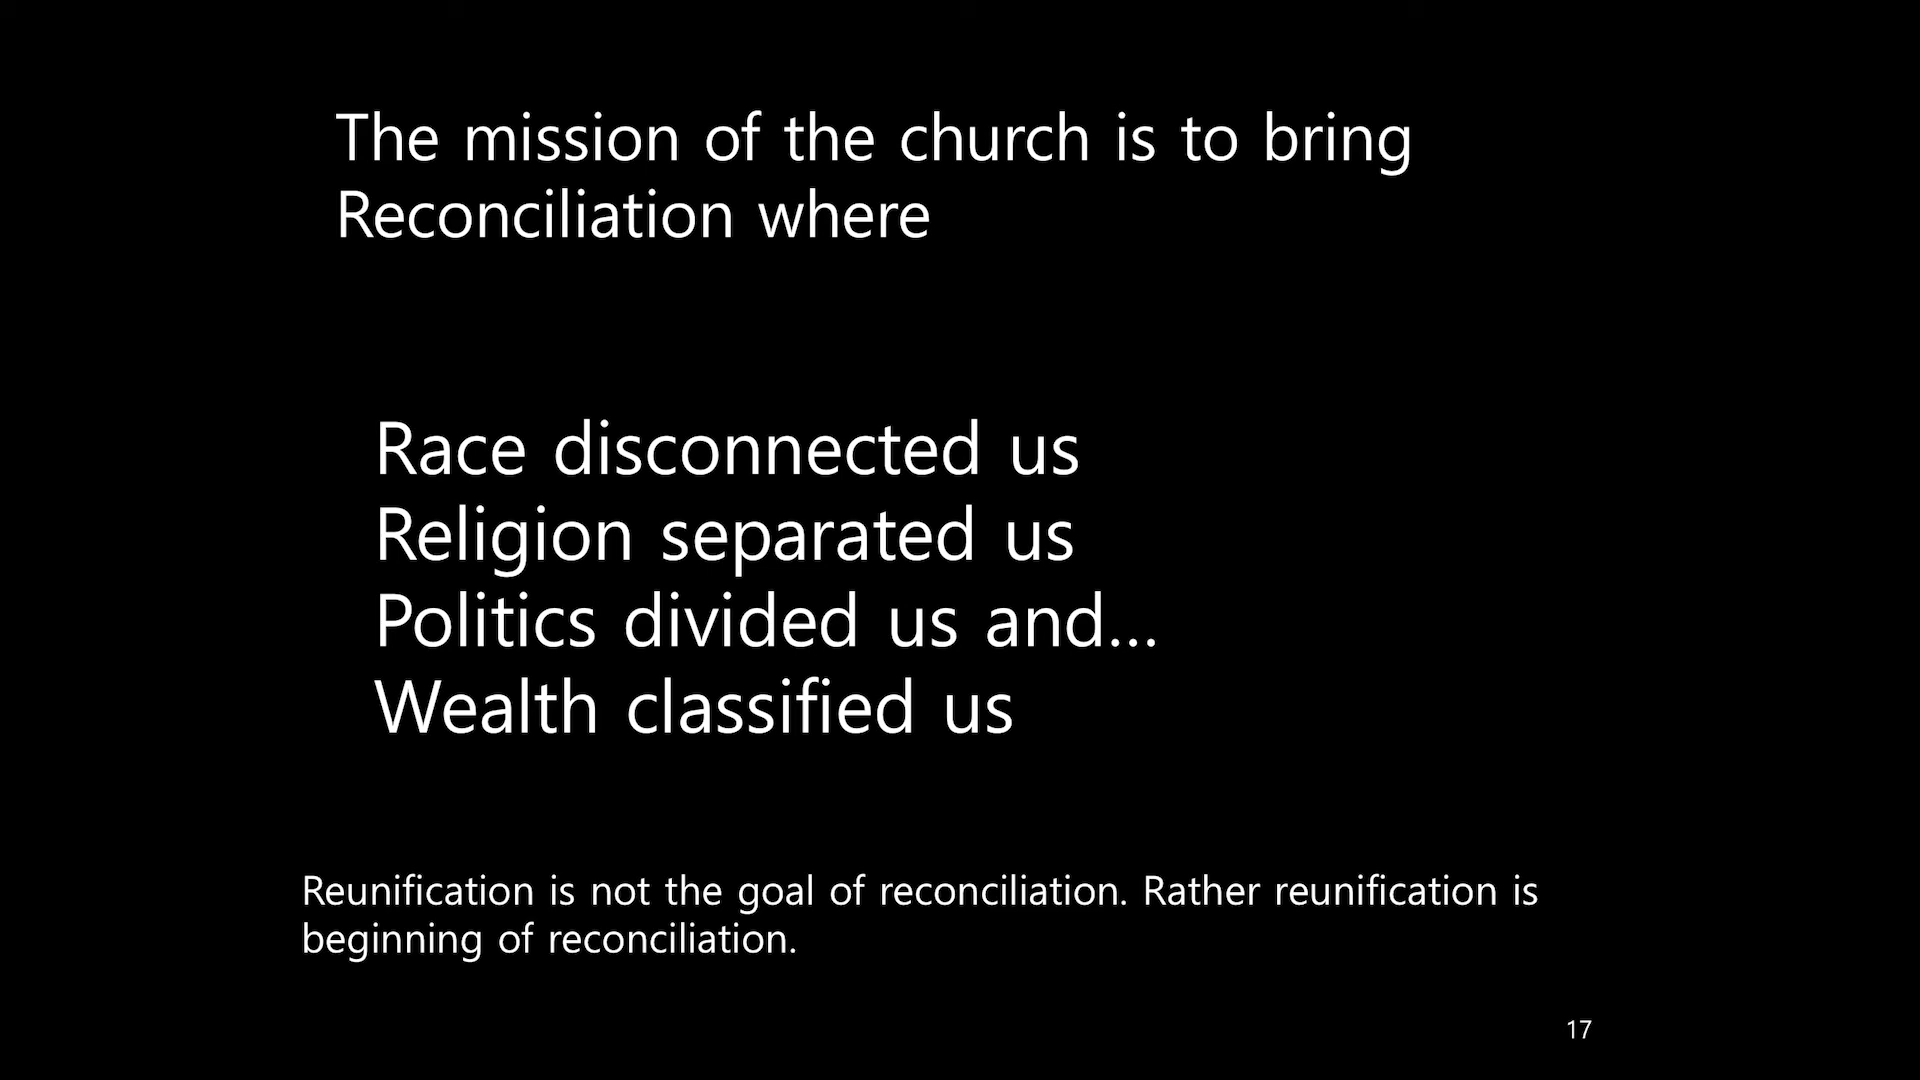 The mission of the church is to bring
Reconciliation where
Race disconnected us
Religion separated us
Politics divided us and...
Wealth classified us
Reunification is not the goal of reconciliation. Rather reunification is
beginning of reconciliation.
17